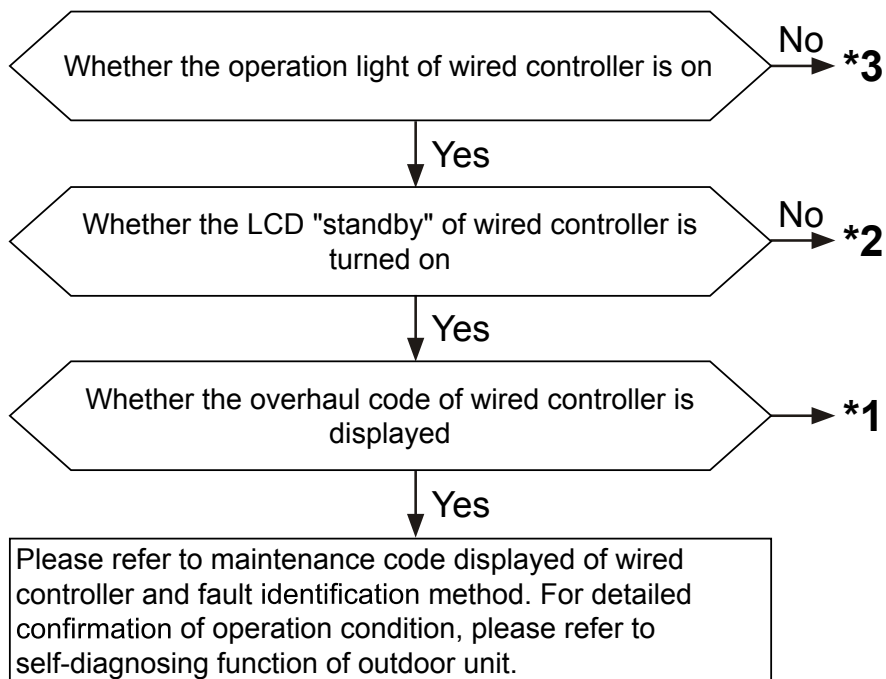 Whether the operation light of wired controller is on
No
*3
Yes
Whether the LCD "standby" of wired controller is
turned on
No
*2
Yes
Whether the overhaul code of wired controller is
displayed
*1
Yes
Please refer to maintenance code displayed of wired
controller and fault identification method. For detailed
confirmation of operation condition, please refer to
self-diagnosing function of outdoor unit.